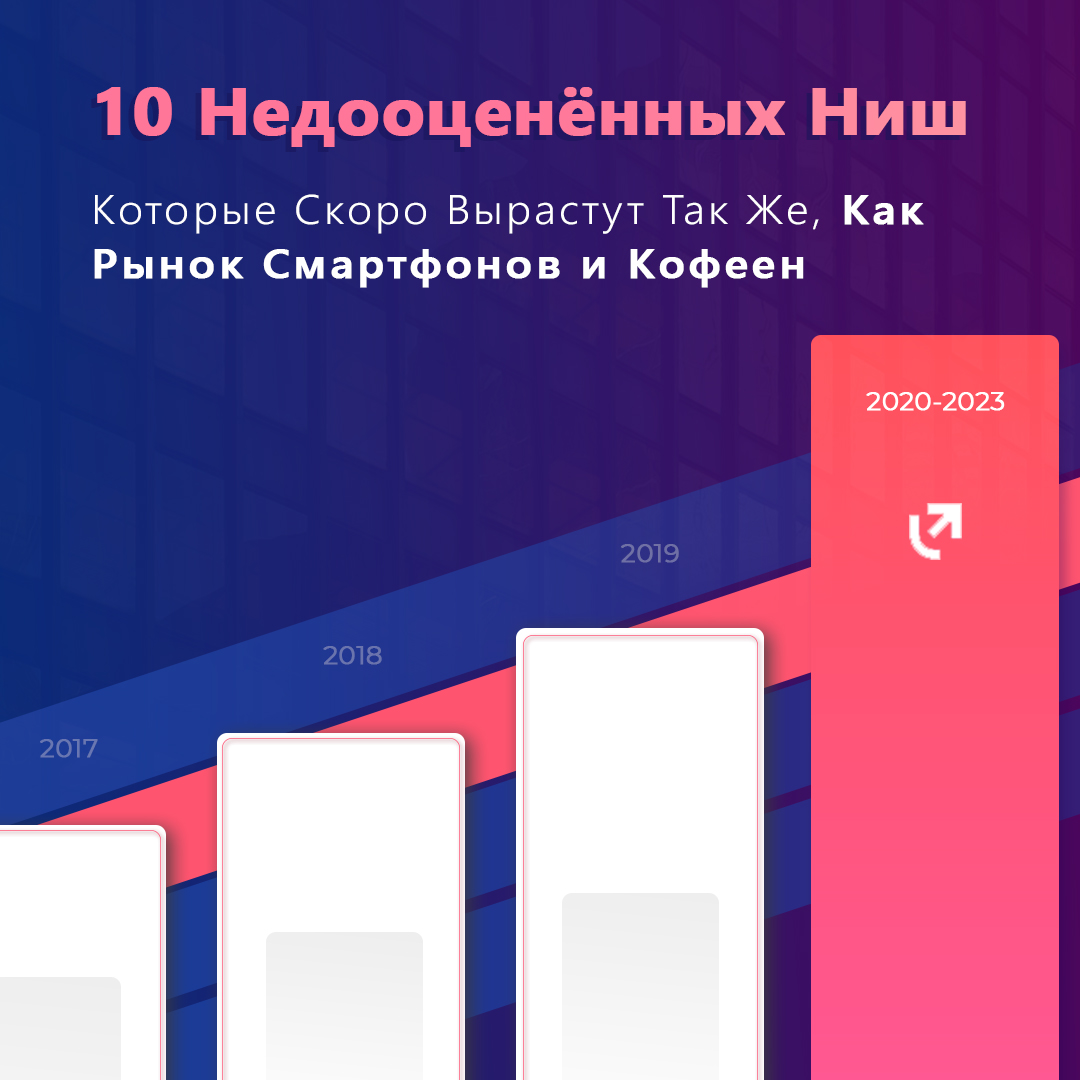 10 Недооценённых Ниш
Которые Скоро Вырастут Так Же, Как
Рынок Смартфонов и Кофеен
2020-2023
2019
2018
2017